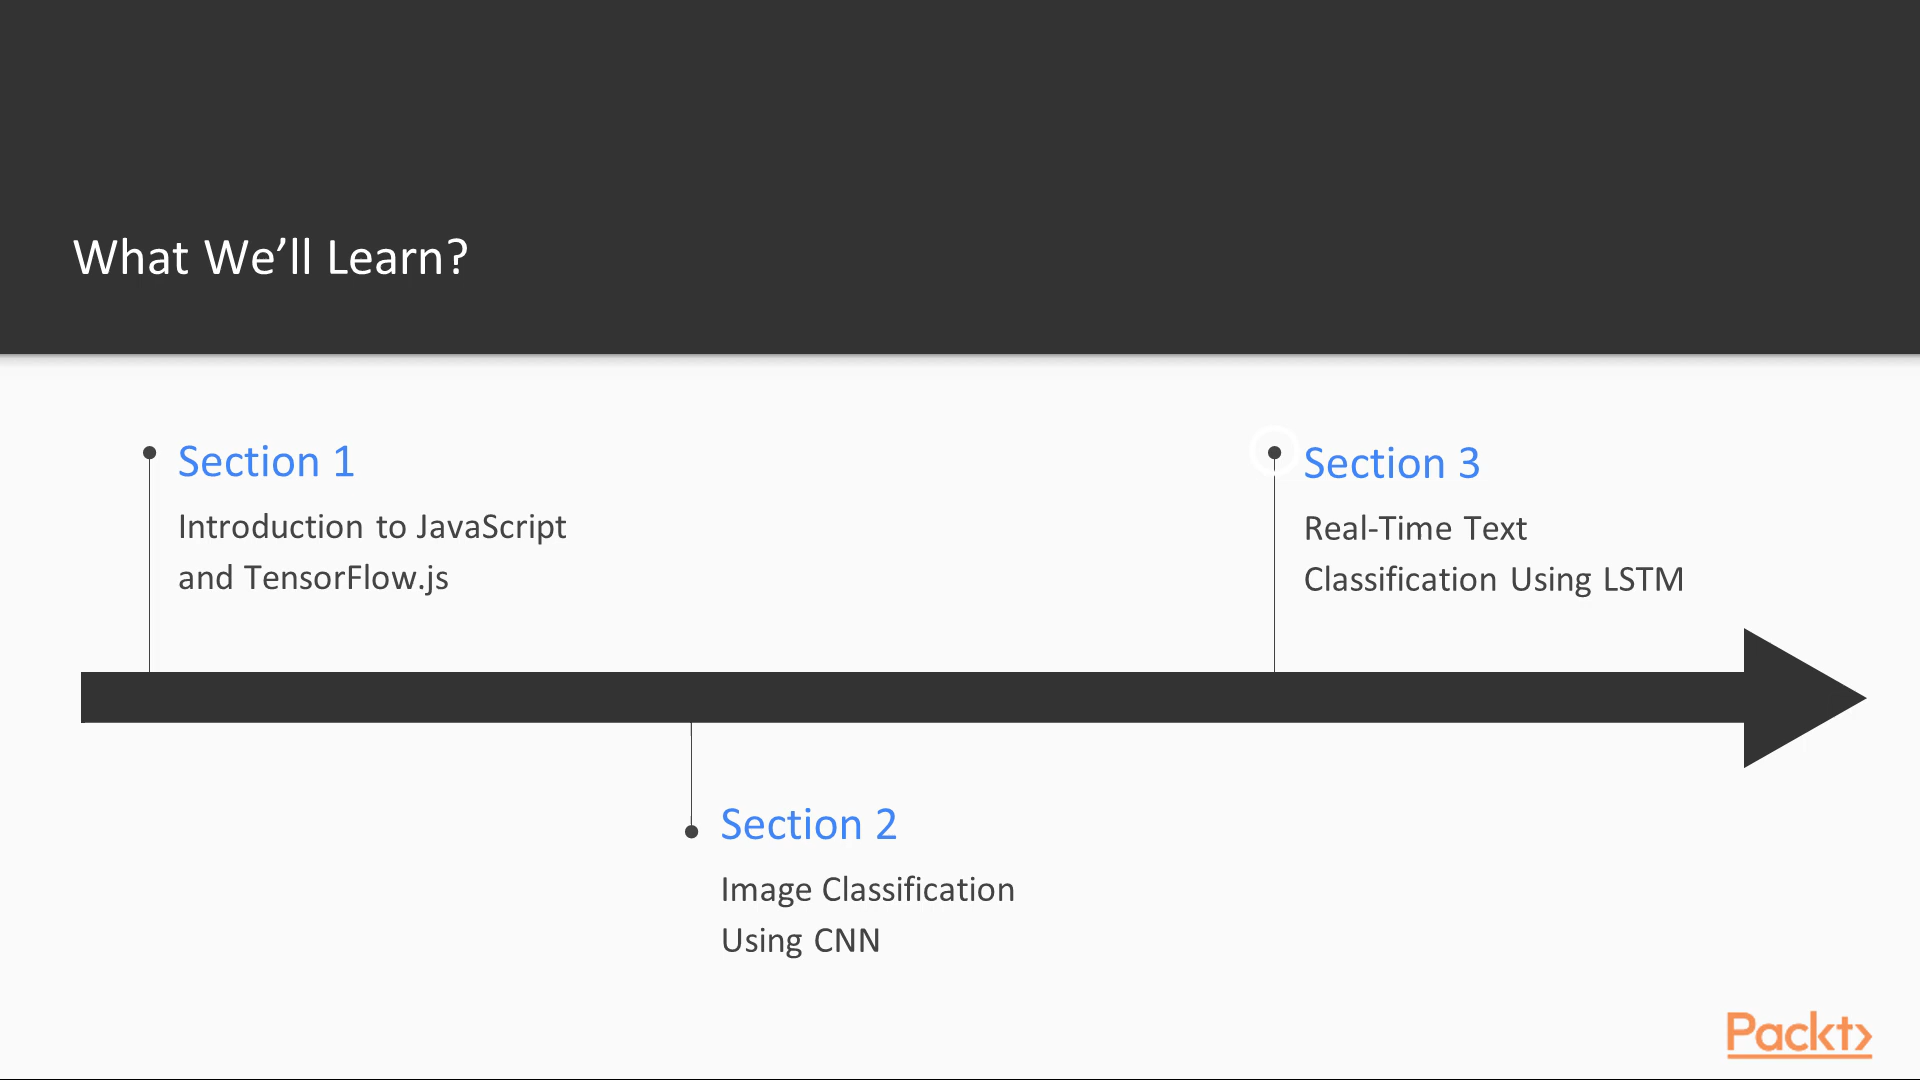 What We’ll Learn?
Section 1
Introduction to JavaScript
and TensorFlow.js
Section 2
Image Classification
Using CNN
Section 3
Real-Time Text
Classification Using LSTM
Packt>